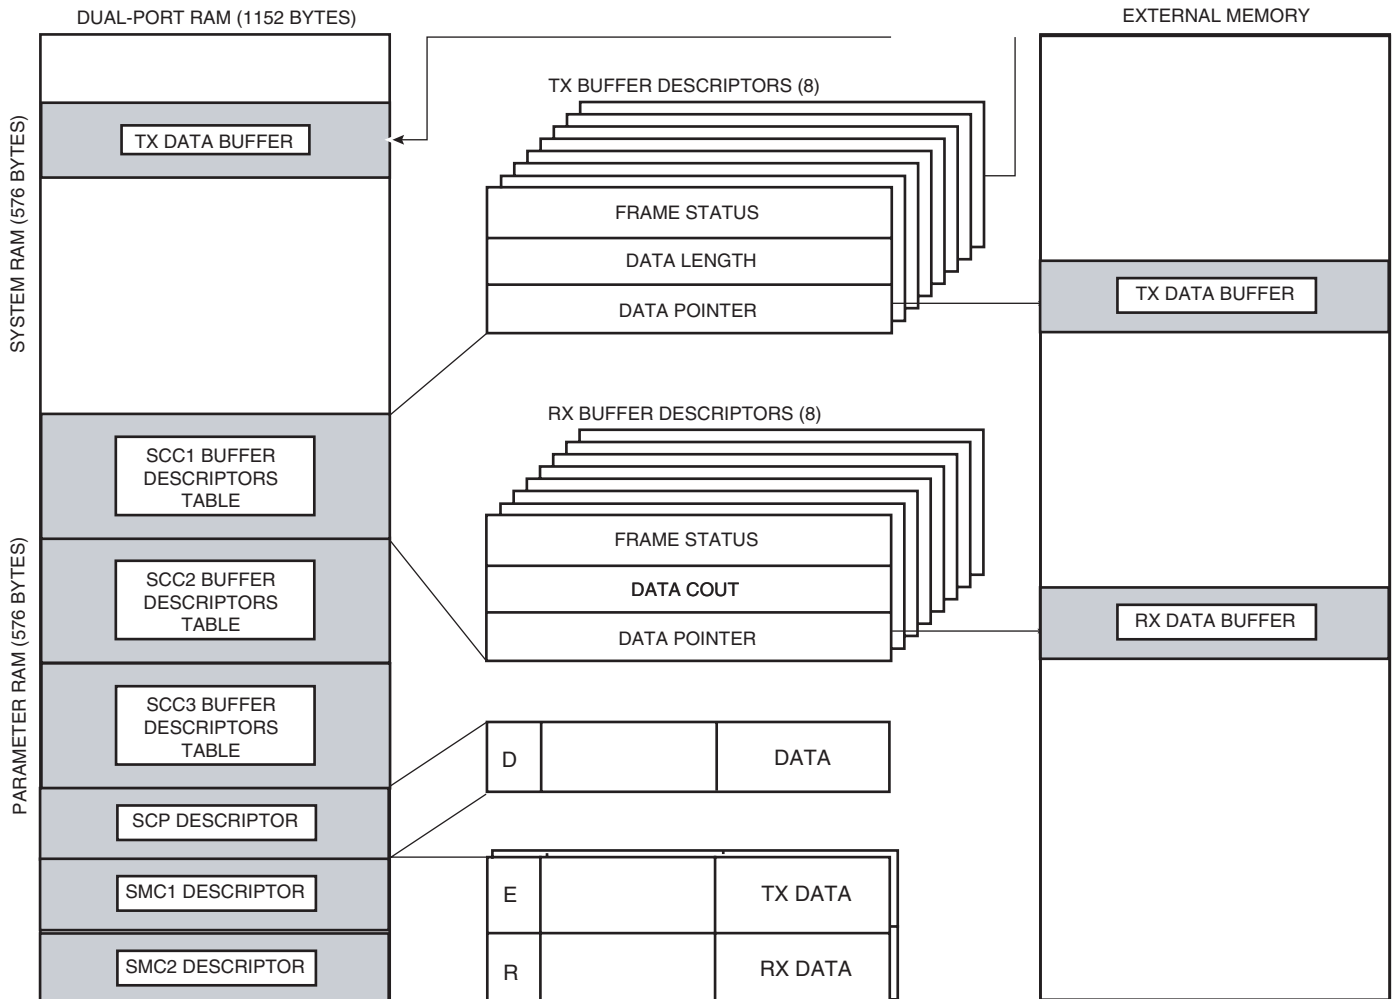 DUAL-PORT RAM (1152 BYTES)
EXTERNAL MEMORY
SYSTEM RAM (576 BYTES)
PARAMETER RAM (576 BYTES)
TX DATA BUFFER
SCC1 BUFFER
DESCRIPTORS
TABLE
SCC2 BUFFER
DESCRIPTORS
TABLE
SCC3 BUFFER
DESCRIPTORS
TABLE
SCP DESCRIPTOR
SMC1 DESCRIPTOR
SMC2 DESCRIPTOR
TX BUFFER DESCRIPTORS (8)
FRAME STATUS
DATA LENGTH
DATA POINTER
RX BUFFER DESCRIPTORS (8)
FRAME STATUS
DATA COUT
DATA POINTER
D
DATA
E
TX DATA
R
RX DATA
TX DATA BUFFER
RX DATA BUFFER